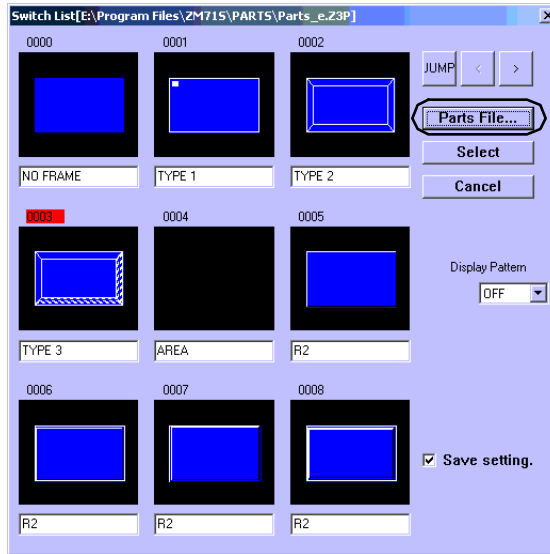 Switch List[E:\Program Files\ZM71S\PARTS\Parts_e.Z3P]
0000 0001 0002
JUMP < >
Parts File...
Select
Cancel
NO FRAME TYPE 1 TYPE 2
0003 0004 0005
Display Pattern
OFF
TYPE 3 AREA R2
0006 0007 0008
Save setting.
R2 R2 R2